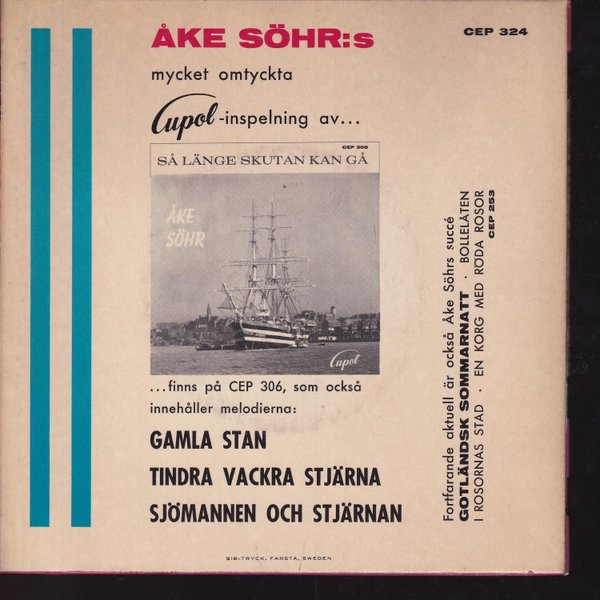 ÅKE SÖHR:s
CEP 324
mycket omtyckta
Cupol-inspelning av...
CEP 306
SÅ LÄNGE SKUTAN KAN GÅ
ÅKE
SÖHR
Cupol
...finns på CEP 306, som också
innehåller melodierna:
GAMLA STAN
TINDRA VACKRA STJÄRNA
SJÖMANNEN OCH STJÄRNAN
Fortfarande aktuell är också Åke Söhrs succé
GOTLÄNDSK SOMMARNATT · BOLLELÅTEN
I ROSORNAS STAD · EN KORG MED RÖDA ROSOR
CEP 253
SIB-TRYCK, FARSTA, SWEDEN